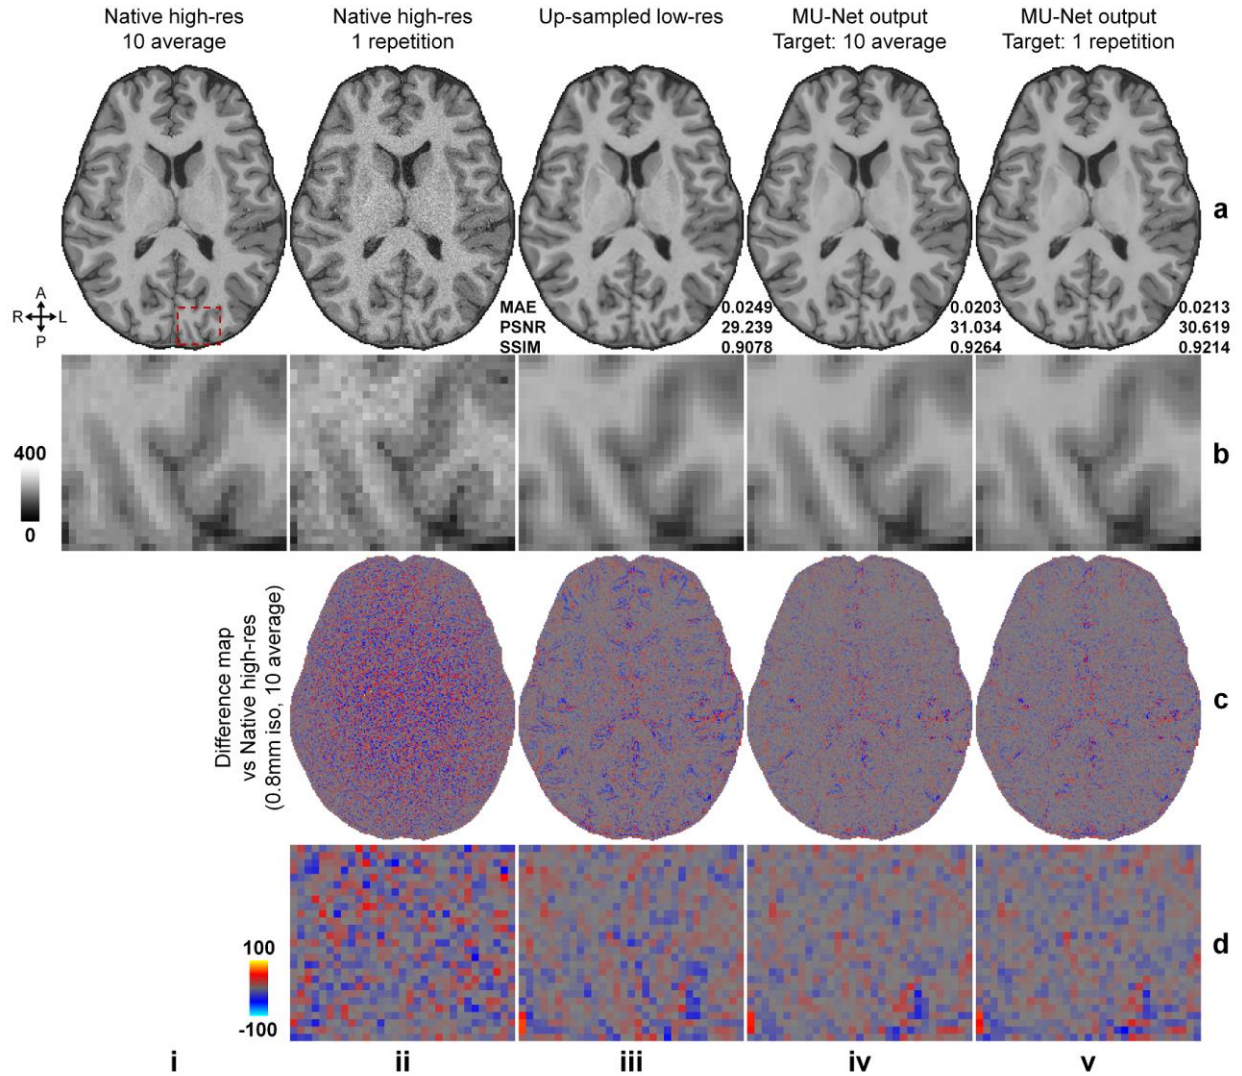 Native high-res
10 average
Native high-res
1 repetition
Up-sampled low-res
MU-Net output
Target: 10 average
MU-Net output
Target: 1 repetition
a
A
R L
P
MAE 0.0249 0.0203 0.0213
PSNR 29.239 31.034 30.619
SSIM 0.9078 0.9264 0.9214
400
0
b
Difference map
vs Native high-res
(0.8mm iso, 10 average)
c
100
-100
d
i ii iii iv v